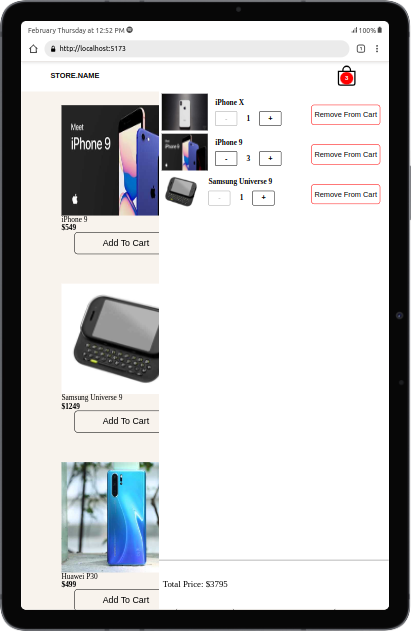 February Thursday at 12:52 PM
100%
http://localhost:5173
1
STORE.NAME
3
Meet
iPhone 9
iPhone 9
$549
Add To Cart
Samsung Universe 9
$1249
Add To Cart
Huawei P30
$499
Add To Cart
iPhone X
- 1 +
Remove From Cart
iPhone 9
- 3 +
Remove From Cart
Samsung Universe 9
- 1 +
Remove From Cart
Total Price: $3795